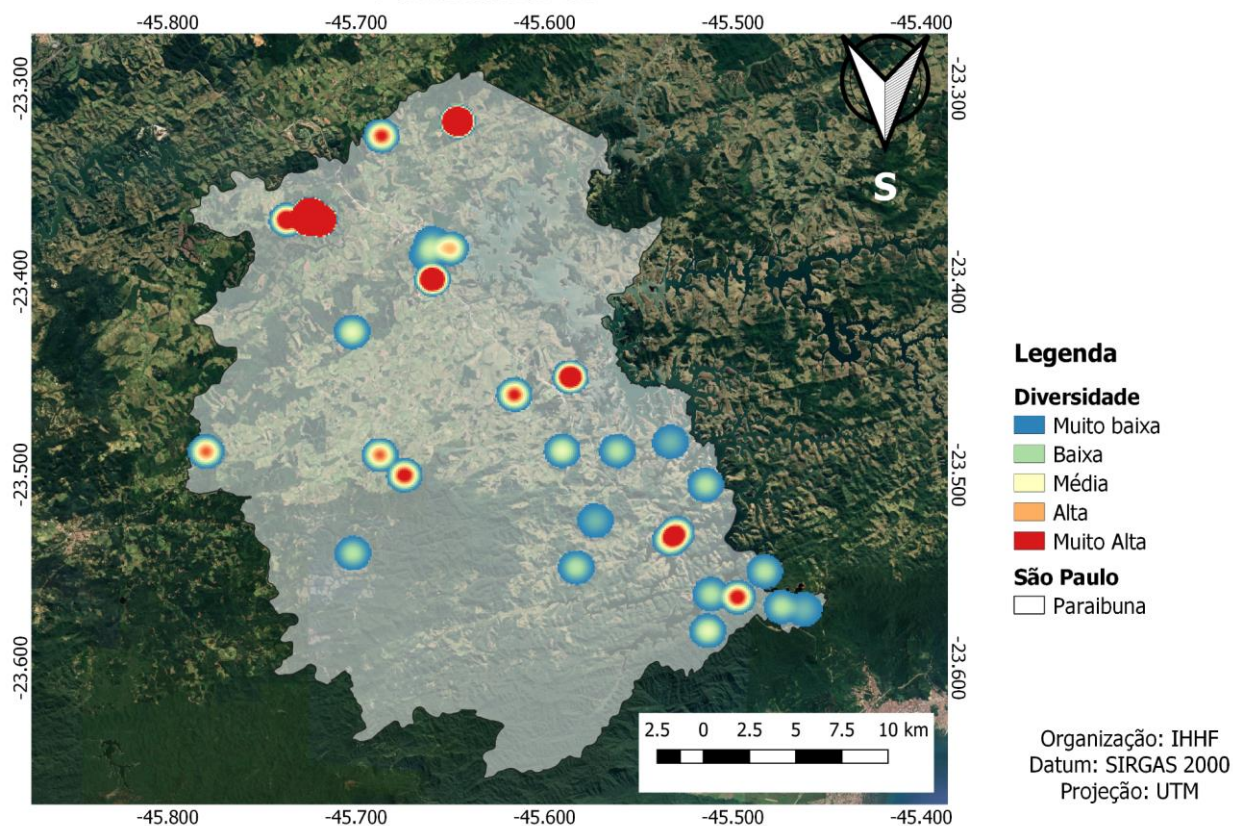 -45.800 -45.700 -45.600 -45.500 -45.400
-23.300
-23.400
-23.500
-23.600
-23.300
-23.400
-23.500
-23.600
S
Legenda
Diversidade
Muito baixa
Baixa
Média
Alta
Muito Alta
São Paulo
Paraibuna
2.5 0 2.5 5 7.5 10 km
Organização: IHHF
Datum: SIRGAS 2000
Projeção: UTM
-45.800 -45.700 -45.600 -45.500 -45.400